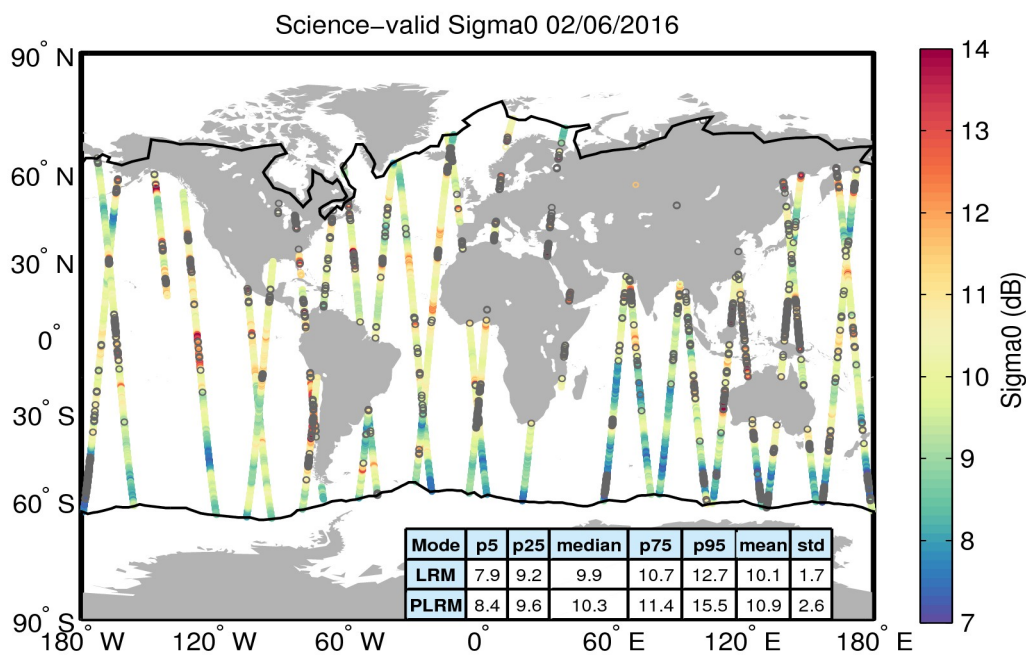 Science−valid Sigma0 02/06/2016
90° N
60° N
30° N
0°
30° S
60° S
90° S
180° W
120° W
60° W
0°
60° E
120° E
180° E
Mode p5 p25 median p75 p95 mean std
LRM 7.9 9.2 9.9 10.7 12.7 10.1 1.7
PLRM 8.4 9.6 10.3 11.4 15.5 10.9 2.6
14
13
12
11
10
9
8
7
Sigma0 (dB)